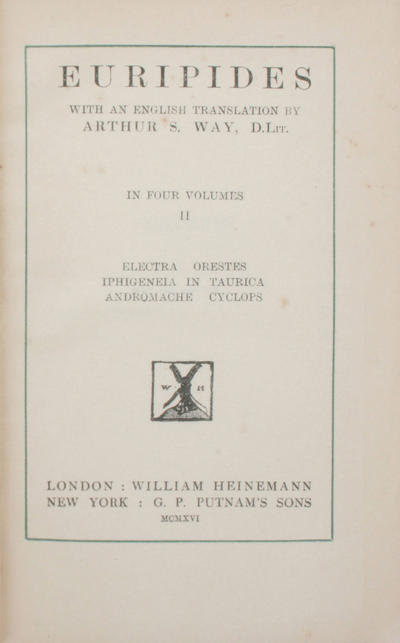 EURIPIDES
WITH AN ENGLISH TRANSLATION BY
ARTHUR S. WAY, D.Lit.
IN FOUR VOLUMES
II
ELECTRA ORESTES
IPHIGENEIA IN TAURICA
ANDROMACHE CYCLOPS
W H
LONDON : WILLIAM HEINEMANN
NEW YORK : G. P. PUTNAM'S SONS
MCMXVI